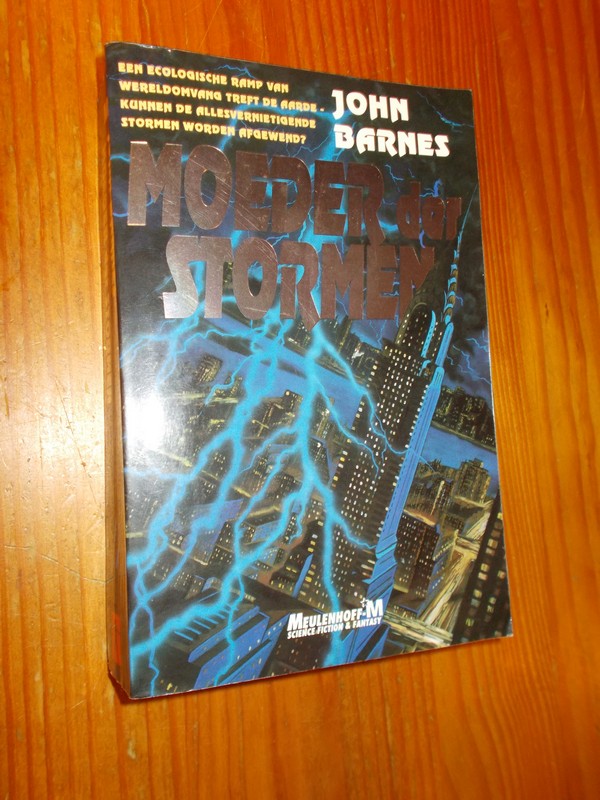 EEN ECOLOGISCHE RAMP VAN
WERELDOMVANG TREFT DE AARDE -
KUNNEN DE ALLESVERNIETIGENDE
STORMEN WORDEN AFGEWEND?
JOHN
BARNES
MOEDER der
STORMEN
MEULENHOFF-M
SCIENCE FICTION & FANTASY